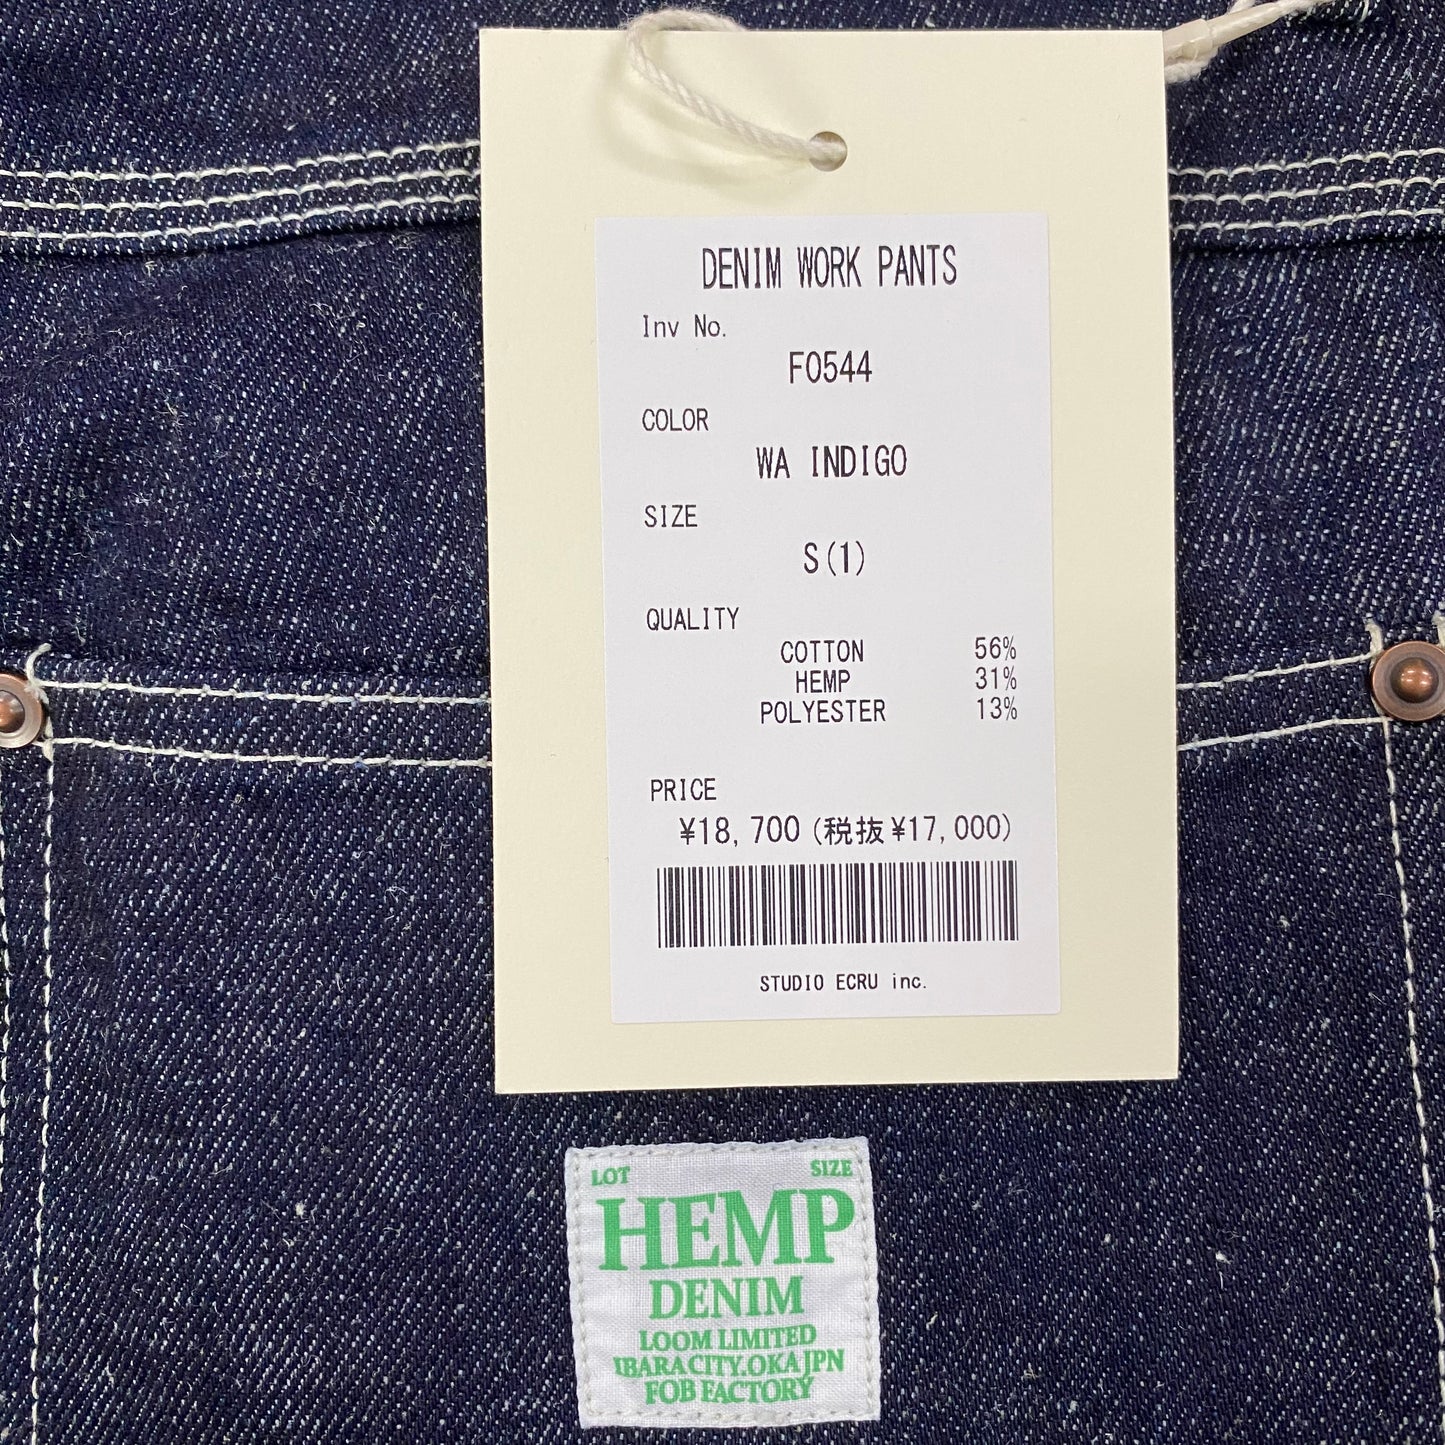 DENIM WORK PANTS
Inv No.
F0544
COLOR
WA INDIGO
SIZE
S(1)
QUALITY
COTTON 56%
HEMP 31%
POLYESTER 13%
PRICE
¥18,700(税抜¥17,000)
STUDIO ECRU inc.
LOT SIZE
HEMP
DENIM
LOOM LIMITED
IBARA CITY.OKA JPN
FOB FACTORY